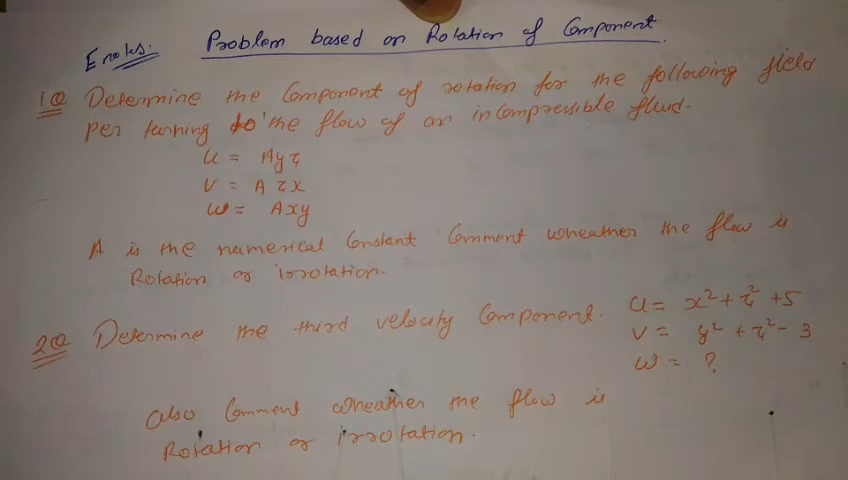 Enotes.
Problem based on Rotation of Component.
1Q Determine the Component of rotation for the following field
per tenning to the flow of an incompressible fluid.
u = Ayz
v = Azx
w = Axy
A is the numerical Constant Comment wheather the flow is
Rotation or irrotation.
2Q Determine the third velocity Component. u = x²+z²+5
v = y²+z²-3
w = ?
also Comment wheather the flow is
Rotation or irrotation.